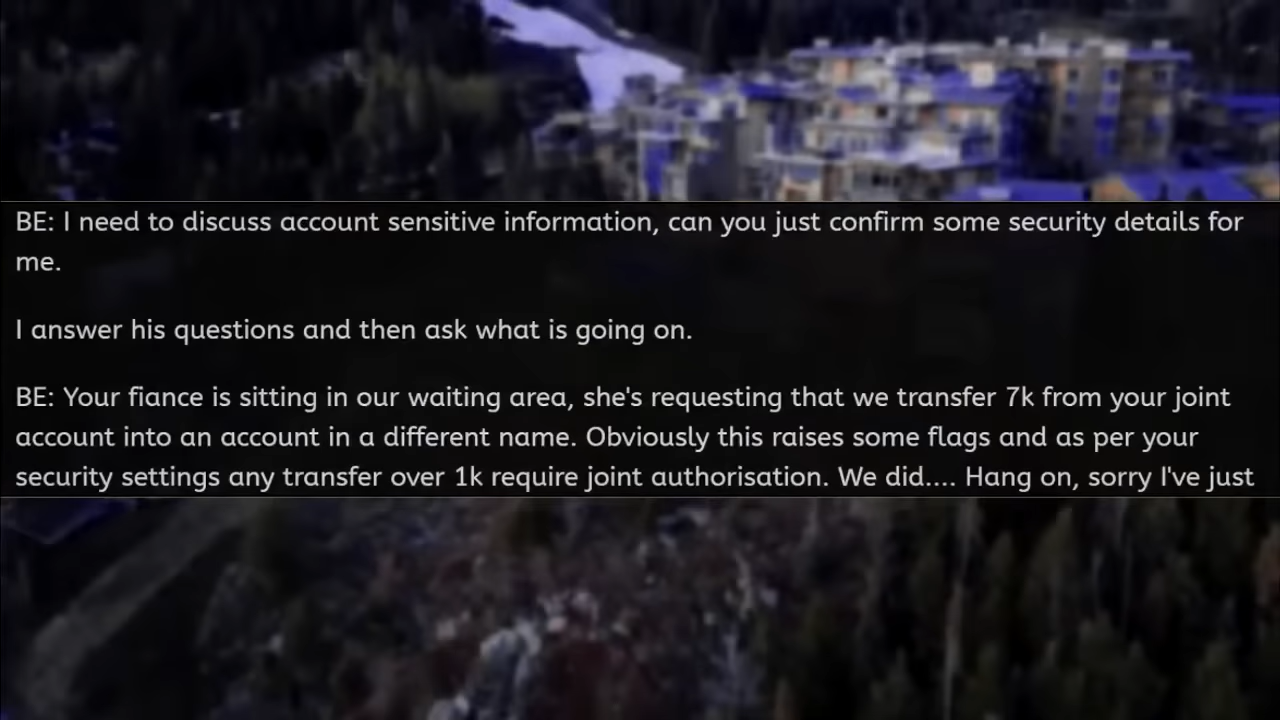 BE: I need to discuss account sensitive information, can you just confirm some security details for
me.
I answer his questions and then ask what is going on.
BE: Your fiance is sitting in our waiting area, she's requesting that we transfer 7k from your joint
account into an account in a different name. Obviously this raises some flags and as per your
security settings any transfer over 1k require joint authorisation. We did.... Hang on, sorry I've just